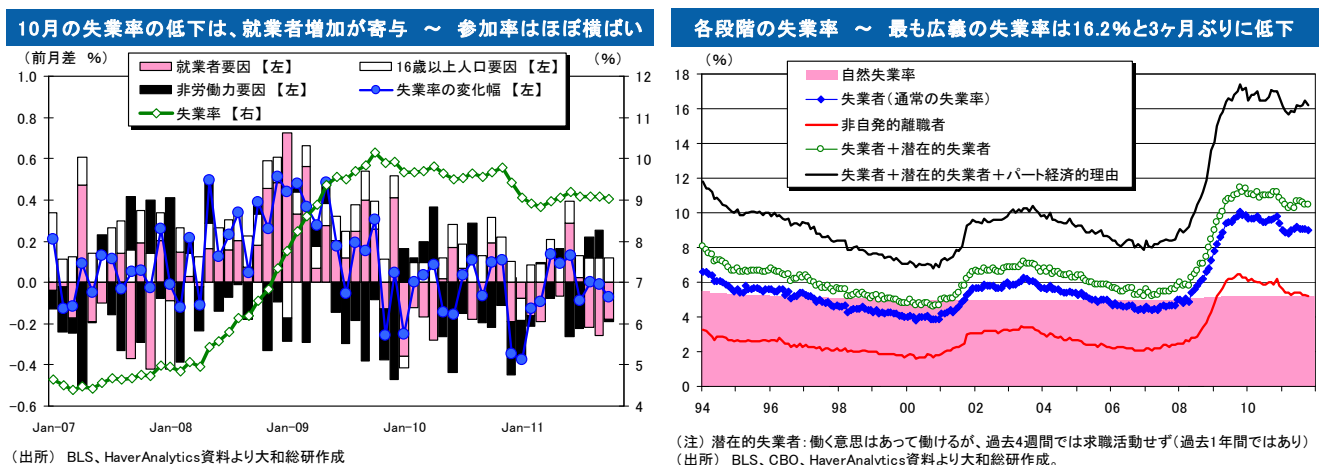 10月の失業率の低下は、就業者増加が寄与 ～ 参加率はほぼ横ばい
(前月差 %)
(%)
就業者要因 【左】
16歳以上人口要因 【左】
非労働力要因 【左】
失業率の変化幅 【左】
失業率 【右】
1.0
0.8
0.6
0.4
0.2
0.0
-0.2
-0.4
-0.6
12
11
10
9
8
7
6
5
4
Jan-07
Jan-08
Jan-09
Jan-10
Jan-11
(出所) BLS、HaverAnalytics資料より大和総研作成
各段階の失業率 ～ 最も広義の失業率は16.2%と3ヶ月ぶりに低下
(%)
自然失業率
失業者(通常の失業率)
非自発的離職者
失業者＋潜在的失業者
失業者＋潜在的失業者＋パート経済的理由
18
16
14
12
10
8
6
4
2
0
94
96
98
00
02
04
06
08
10
(注) 潜在的失業者：働く意思はあって働けるが、過去4週間では求職活動せず(過去1年間ではあり)
(出所) BLS、CBO、HaverAnalytics資料より大和総研作成。